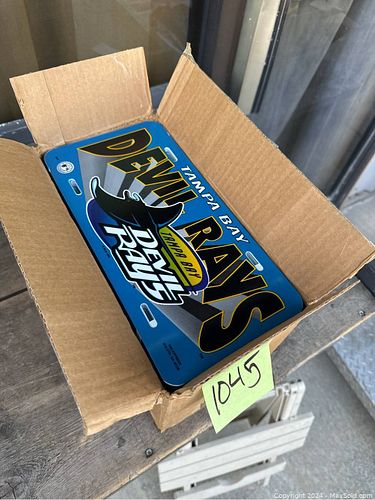 TAMPA BAY
DEVIL RAYS
TAMPA BAY
DEVIL
RAYS
1045
Copyright 2024 - MaxSold.com